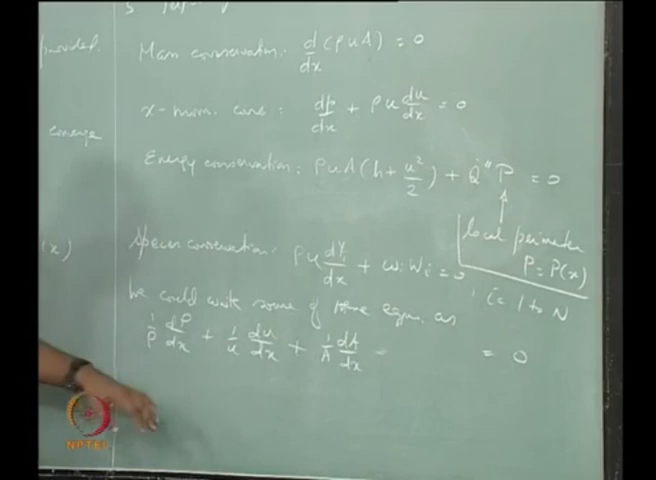 provided.
Mass conservation: d/dx (ρuA) = 0
x-mom. cons: dp/dx + ρu du/dx = 0
converge
Energy conservation: ρuA(h + u²/2) + Q̇" P = 0
local perimeter
P = P(x)
(x)
Species conservation: ρu dYi/dx + ωi Wi = 0, i = 1 to N
We could write some of these eqns. as
1/ρ dρ/dx + 1/u du/dx + 1/A dA/dx = = 0
NPTEL